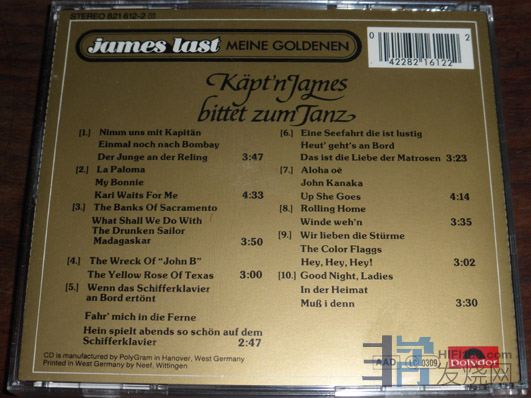 STEREO 821 612-2
james last MEINE GOLDENEN
0 42282 16122 2
Käpt'n James
bittet zum Tanz
[1.] Nimm uns mit Kapitän
Einmal noch nach Bombay
Der Junge an der Reling 3:47
[2.] La Paloma
My Bonnie
Kari Waits For Me 4:33
[3.] The Banks Of Sacramento
What Shall We Do With
The Drunken Sailor
Madagaskar 3:50
[4.] The Wreck Of "John B"
The Yellow Rose Of Texas 3:00
[5.] Wenn das Schifferklavier
an Bord ertönt
Fahr' mich in die Ferne
Hein spielt abends so schön auf dem
Schifferklavier 2:47
[6.] Eine Seefahrt die ist lustig
Heut' geht's an Bord
Das ist die Liebe der Matrosen 3:23
[7.] Aloha oè
John Kanaka
Up She Goes 4:14
[8.] Rolling Home
Winde weh'n 3:35
[9.] Wir lieben die Stürme
The Color Flaggs
Hey, Hey, Hey! 3:02
[10.] Good Night, Ladies
In der Heimat
Muß i denn 3:30
CD is manufactured by PolyGram in Hanover, West Germany
Printed in West Germany by Neef, Wittingen
AAD
0309
Polydor
发烧网